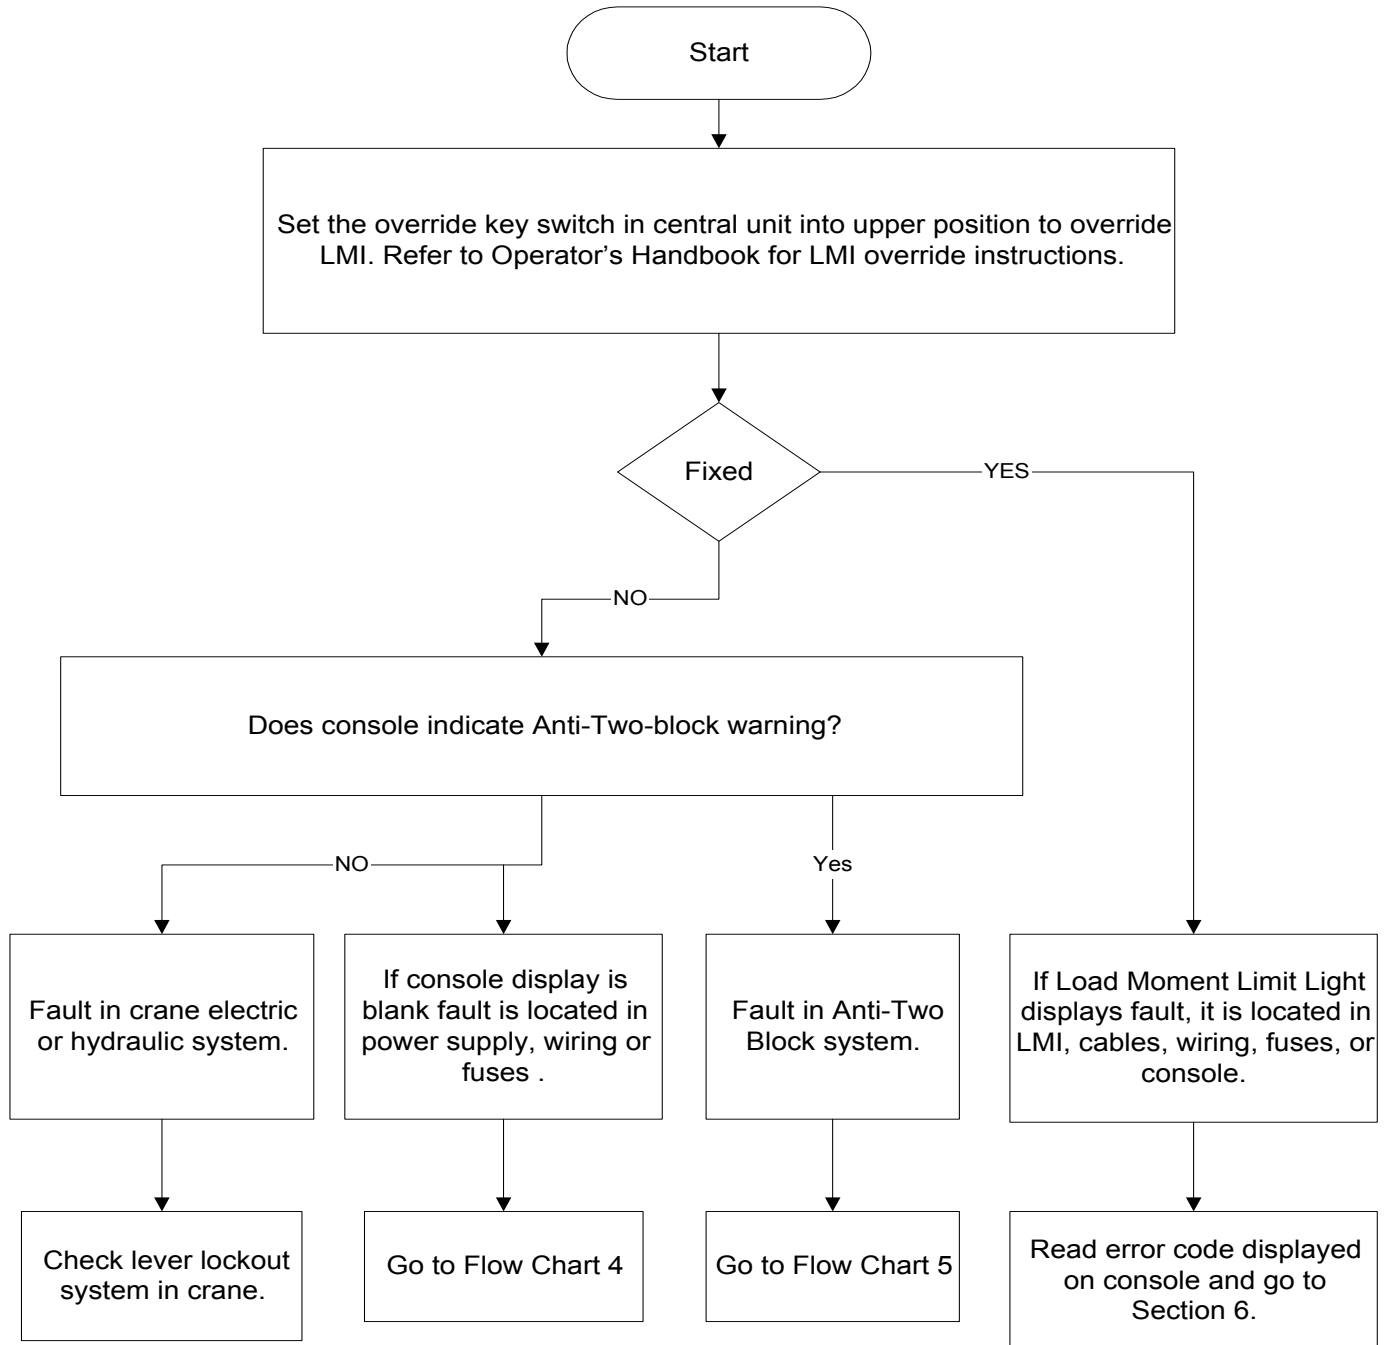 Start
Set the override key switch in central unit into upper position to override
LMI. Refer to Operator’s Handbook for LMI override instructions.
Fixed
YES
NO
Does console indicate Anti-Two-block warning?
NO
Yes
Fault in crane electric
or hydraulic system.
If console display is
blank fault is located in
power supply, wiring or
fuses .
Fault in Anti-Two
Block system.
If Load Moment Limit Light
displays fault, it is located in
LMI, cables, wiring, fuses, or
console.
Check lever lockout
system in crane.
Go to Flow Chart 4
Go to Flow Chart 5
Read error code displayed
on console and go to
Section 6.